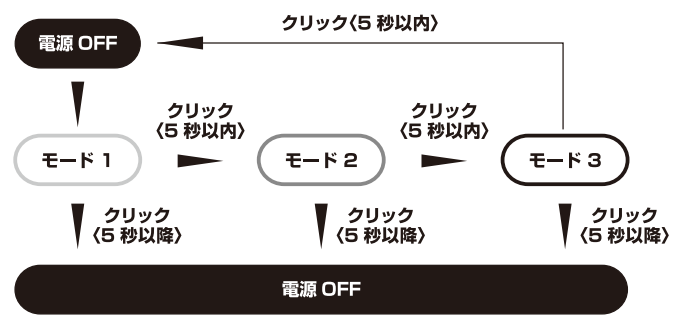 クリック〈5 秒以内〉
電源 OFF
クリック
〈5 秒以内〉
クリック
〈5 秒以内〉
モード 1
モード 2
モード 3
クリック
〈5 秒以降〉
クリック
〈5 秒以降〉
クリック
〈5 秒以降〉
電源 OFF